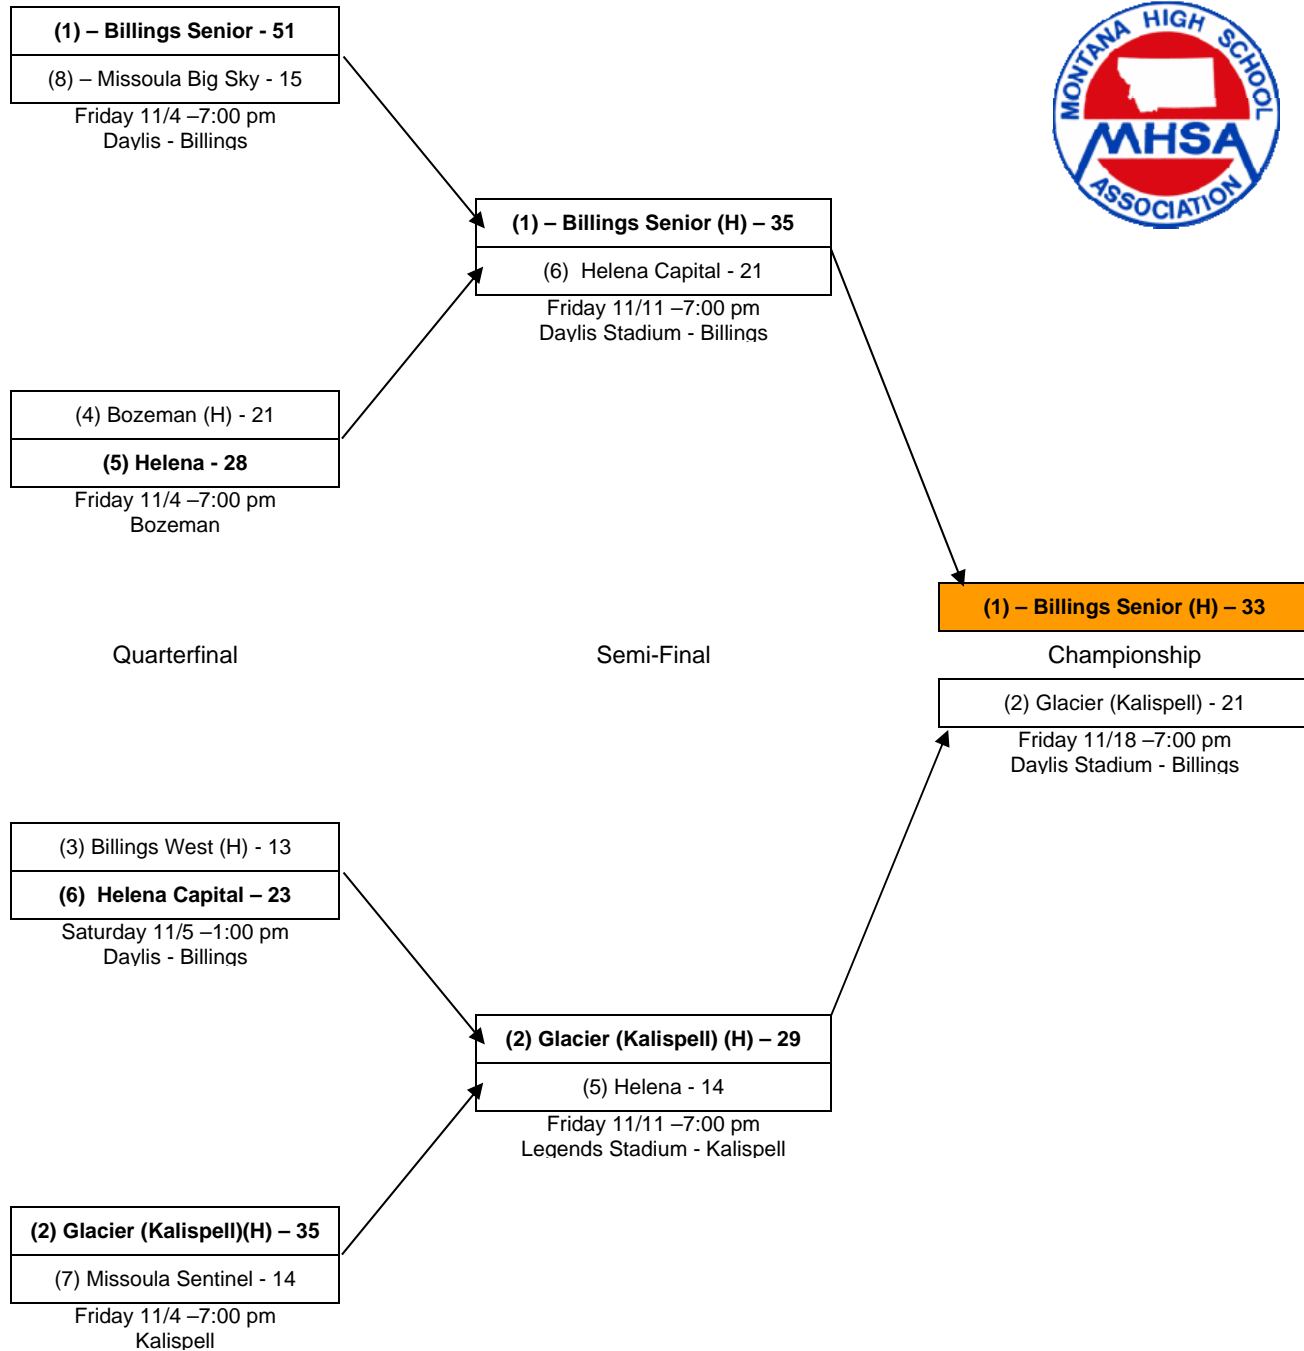 (1) – Billings Senior - 51
(8) – Missoula Big Sky - 15
Friday 11/4 –7:00 pm
Daylis - Billings
MONTANA HIGH SCHOOL
MHSA
ASSOCIATION
(1) – Billings Senior (H) – 35
(6)  Helena Capital - 21
Friday 11/11 –7:00 pm
Daylis Stadium - Billings
(4) Bozeman (H) - 21
(5) Helena - 28
Friday 11/4 –7:00 pm
Bozeman
(1) – Billings Senior (H) – 33
Quarterfinal
Semi-Final
Championship
(2) Glacier (Kalispell) - 21
Friday 11/18 –7:00 pm
Daylis Stadium - Billings
(3) Billings West (H) - 13
(6)  Helena Capital – 23
Saturday 11/5 –1:00 pm
Daylis - Billings
(2) Glacier (Kalispell) (H) – 29
(5) Helena - 14
Friday 11/11 –7:00 pm
Legends Stadium - Kalispell
(2) Glacier (Kalispell)(H) – 35
(7) Missoula Sentinel - 14
Friday 11/4 –7:00 pm
Kalispell